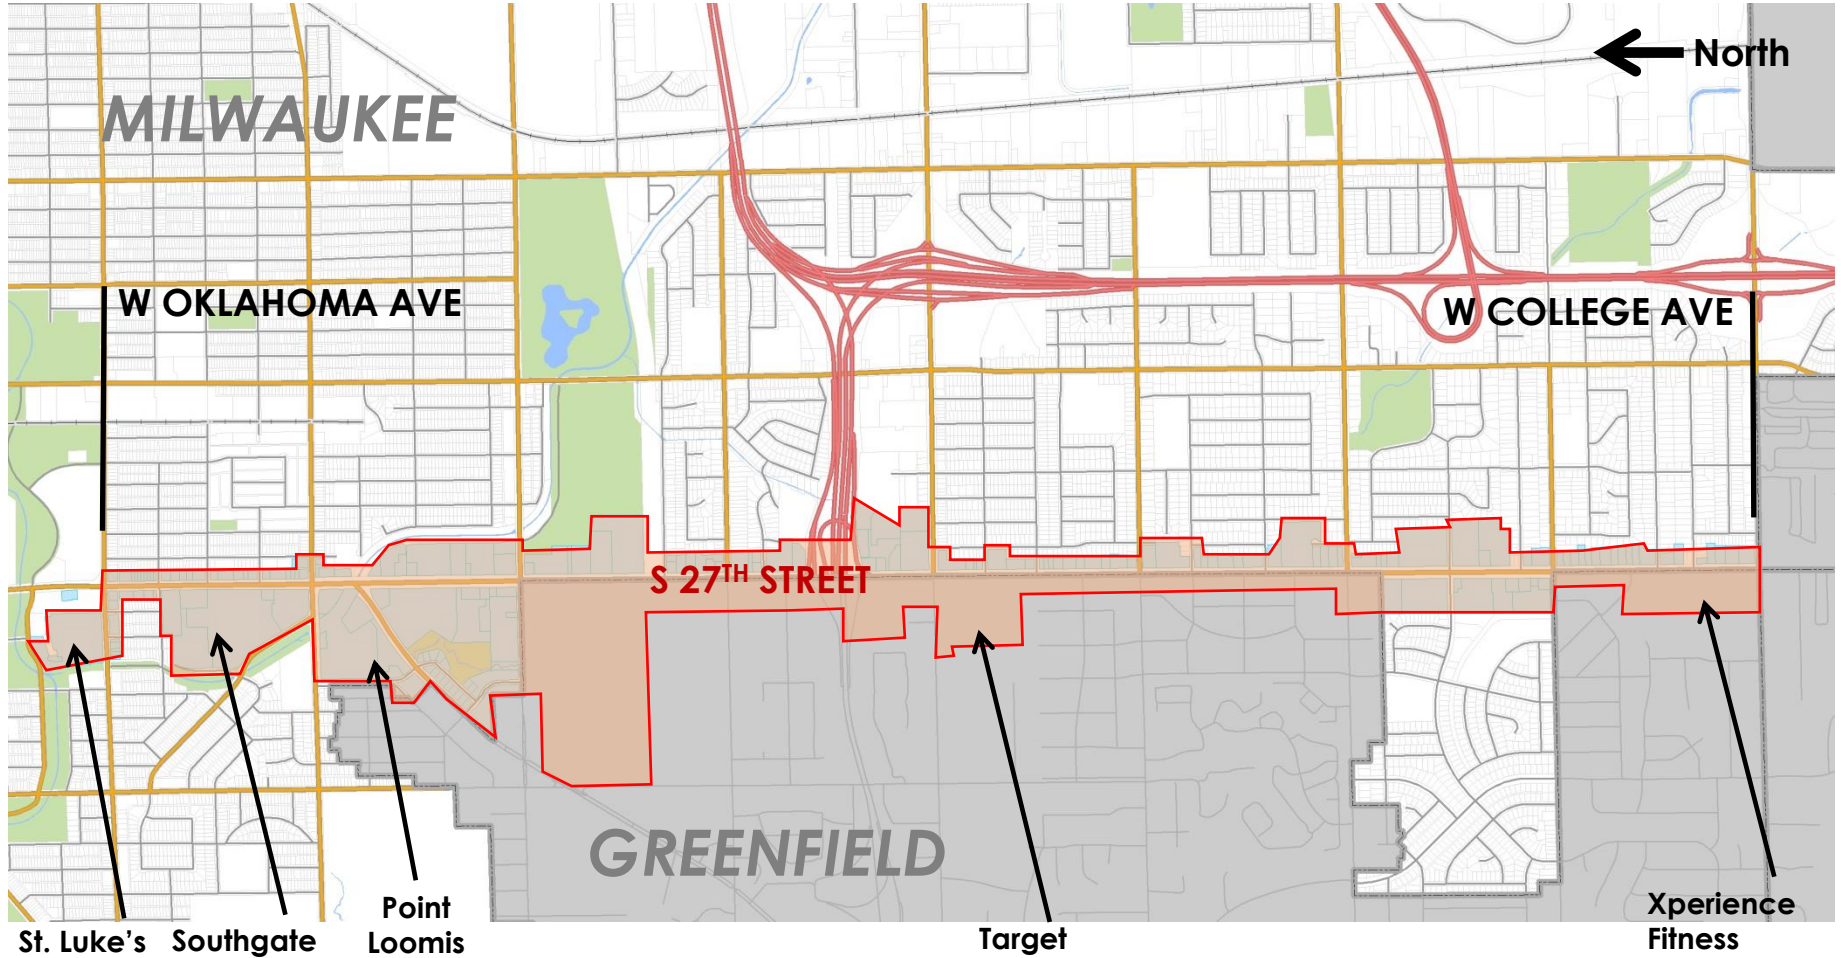 North
MILWAUKEE
W OKLAHOMA AVE
W COLLEGE AVE
S 27TH STREET
GREENFIELD
St. Luke’s
Southgate
Point
Loomis
Target
Xperience
Fitness